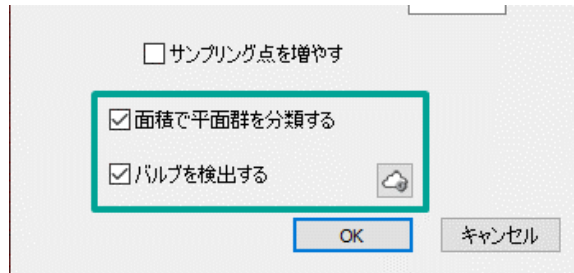 サンプリング点を増やす
面積で平面群を分類する
バルブを検出する
OK
キャンセル